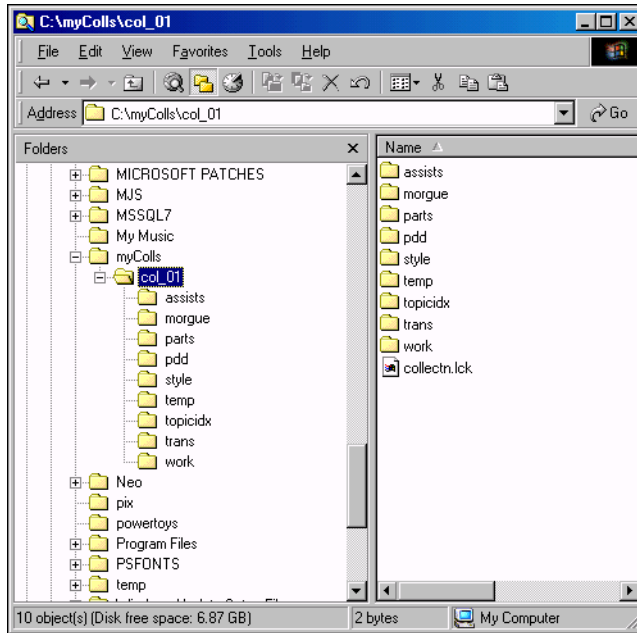 C:\myColls\col_01
File Edit View Favorites Tools Help
Address C:\myColls\col_01 Go
Folders
MICROSOFT PATCHES
MJS
MSSQL7
My Music
myColls
col_01
assists
morgue
parts
pdd
style
temp
topicidx
trans
work
Neo
pix
powertoys
Program Files
PSFONTS
temp
Name
assists
morgue
parts
pdd
style
temp
topicidx
trans
work
collectn.lck
10 object(s) (Disk free space: 6.87 GB) 2 bytes My Computer